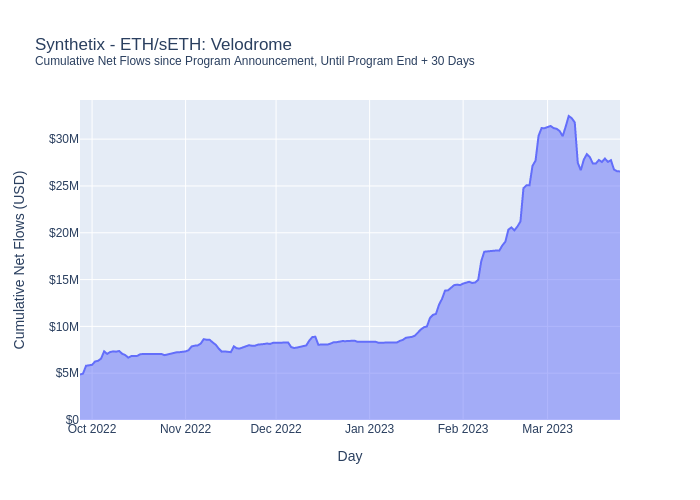 Synthetix - ETH/sETH: Velodrome
Cumulative Net Flows since Program Announcement, Until Program End + 30 Days
Cumulative Net Flows (USD)
$30M
$25M
$20M
$15M
$10M
$5M
$0
Oct 2022
Nov 2022
Dec 2022
Jan 2023
Feb 2023
Mar 2023
Day